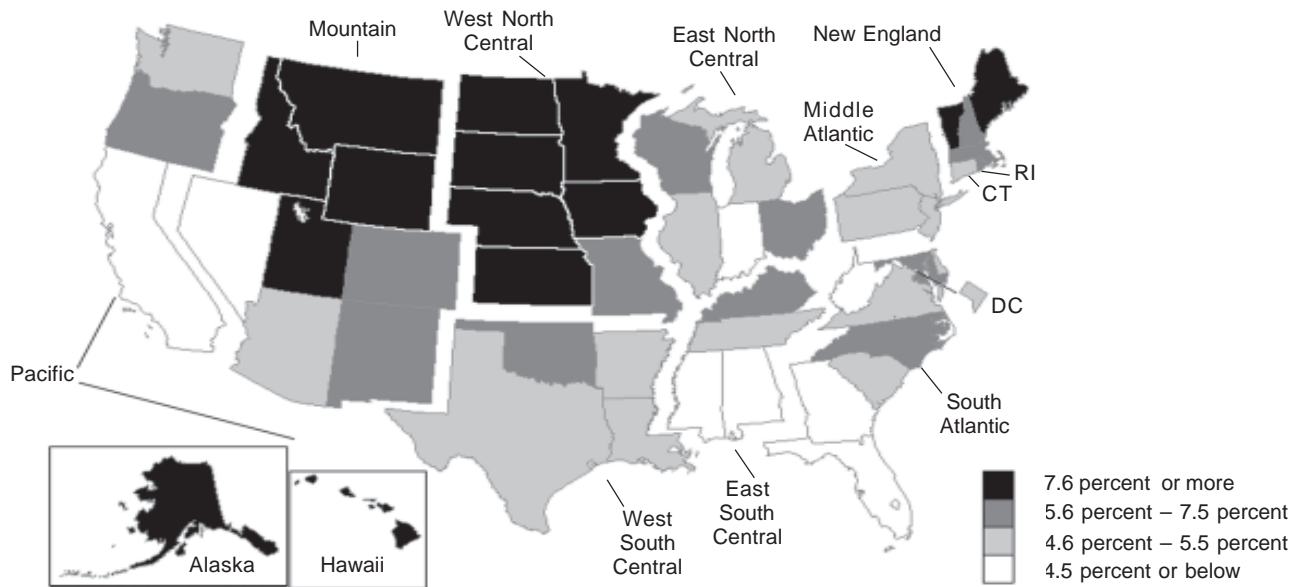 Mountain
West North
Central
East North
Central
New England
Middle
Atlantic
RI
CT
DC
Pacific
South
Atlantic
Alaska
Hawaii
West
South
Central
East
South
Central
7.6 percent or more
5.6 percent – 7.5 percent
4.6 percent – 5.5 percent
4.5 percent or below